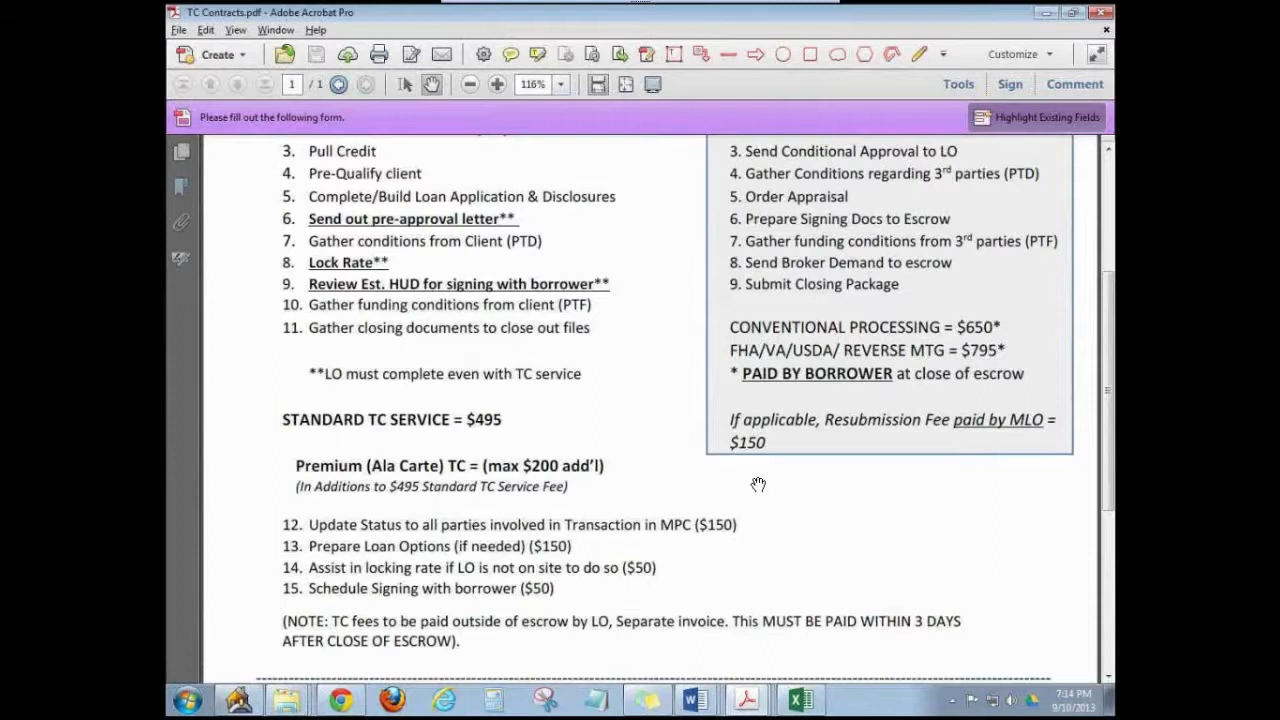 TC Contracts.pdf - Adobe Acrobat Pro
File Edit View Window Help
Create Customize
1 / 1 116% Tools Sign Comment
Please fill out the following form. Highlight Existing Fields
3. Pull Credit
4. Pre-Qualify client
5. Complete/Build Loan Application & Disclosures
6. Send out pre-approval letter**
7. Gather conditions from Client (PTD)
8. Lock Rate**
9. Review Est. HUD for signing with borrower**
10. Gather funding conditions from client (PTF)
11. Gather closing documents to close out files
**LO must complete even with TC service
STANDARD TC SERVICE = $495
3. Send Conditional Approval to LO
4. Gather Conditions regarding 3rd parties (PTD)
5. Order Appraisal
6. Prepare Signing Docs to Escrow
7. Gather funding conditions from 3rd parties (PTF)
8. Send Broker Demand to escrow
9. Submit Closing Package
CONVENTIONAL PROCESSING = $650*
FHA/VA/USDA/ REVERSE MTG = $795*
* PAID BY BORROWER at close of escrow
If applicable, Resubmission Fee paid by MLO =
$150
Premium (Ala Carte) TC = (max $200 add'l)
(In Additions to $495 Standard TC Service Fee)
12. Update Status to all parties involved in Transaction in MPC ($150)
13. Prepare Loan Options (if needed) ($150)
14. Assist in locking rate if LO is not on site to do so ($50)
15. Schedule Signing with borrower ($50)
(NOTE: TC fees to be paid outside of escrow by LO, Separate invoice. This MUST BE PAID WITHIN 3 DAYS
AFTER CLOSE OF ESCROW).
7:14 PM
9/10/2013